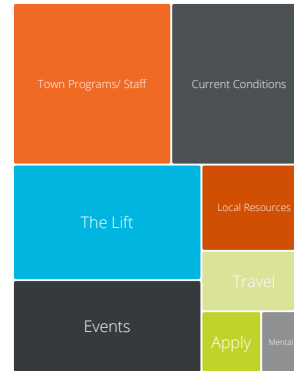 Town Programs/ Staff
Current Conditions
The Lift
Local Resources
Travel
Events
Apply
Mental